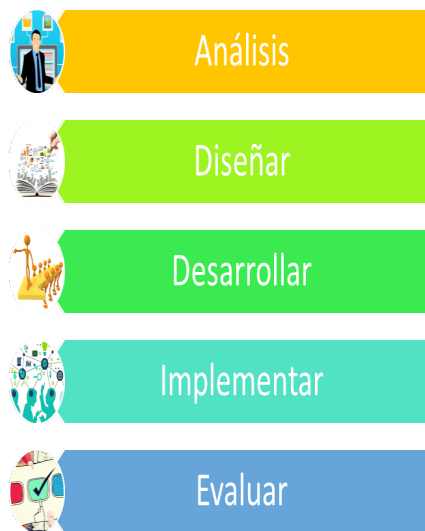 Análisis
Diseñar
Desarrollar
Implementar
Evaluar